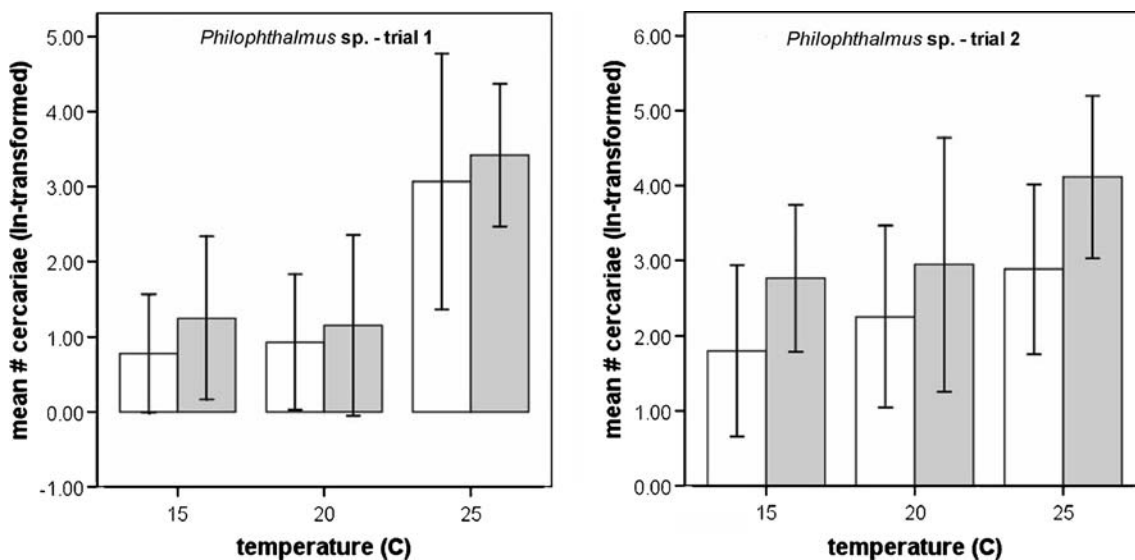 Philophthalmus sp. - trial 1
mean # cercariae (ln-transformed)
5.00
4.00
3.00
2.00
1.00
0.00
-1.00
15 20 25
temperature (C)
Philophthalmus sp. - trial 2
mean # cercariae (ln-transformed)
6.00
5.00
4.00
3.00
2.00
1.00
0.00
15 20 25
temperature (C)